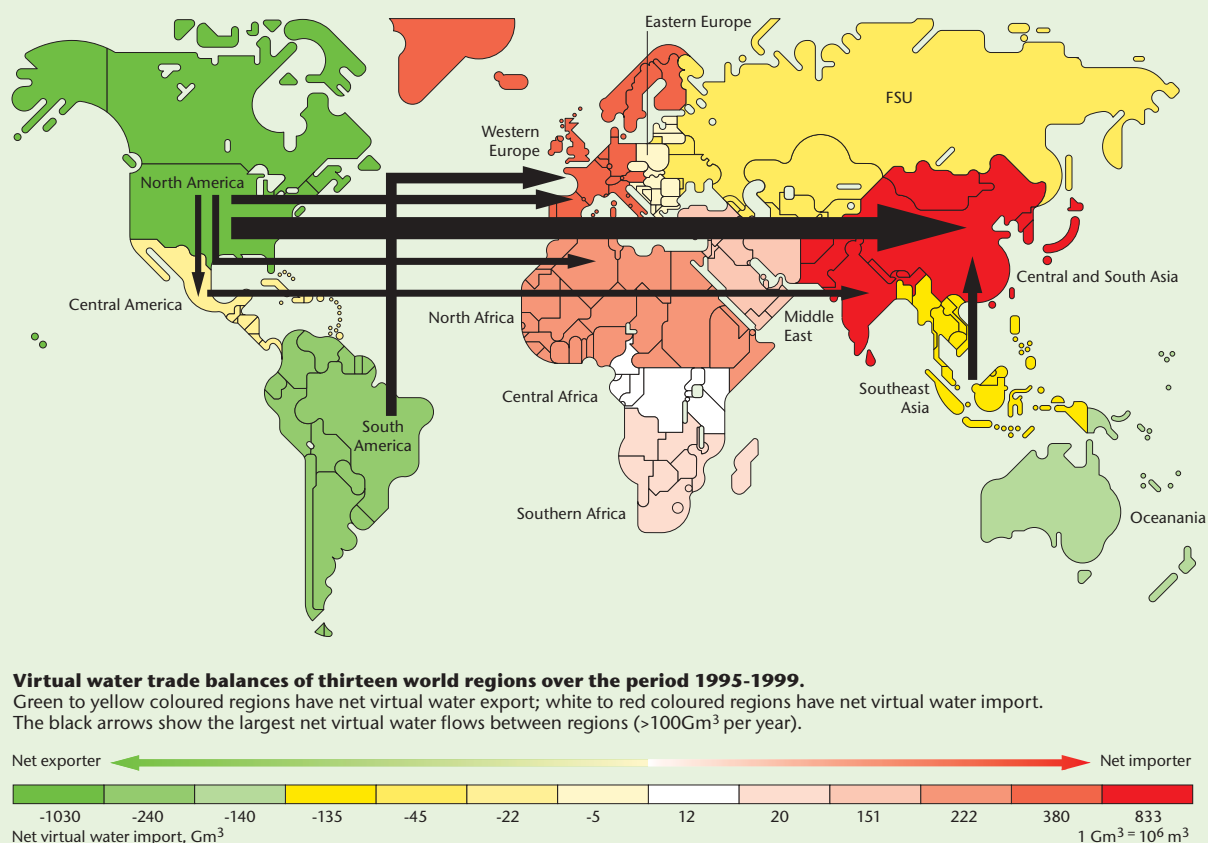 Eastern Europe
FSU
Western
Europe
North America
Central and South Asia
Central America
North Africa
Middle
East
Central Africa
Southeast
Asia
South
America
Southern Africa
Oceanania
Virtual water trade balances of thirteen world regions over the period 1995-1999.
Green to yellow coloured regions have net virtual water export; white to red coloured regions have net virtual water import.
The black arrows show the largest net virtual water flows between regions (>100Gm³ per year).
Net exporter
Net importer
-1030 -240 -140 -135 -45 -22 -5 12 20 151 222 380 833
Net virtual water import, Gm³
1 Gm³ = 10⁶ m³